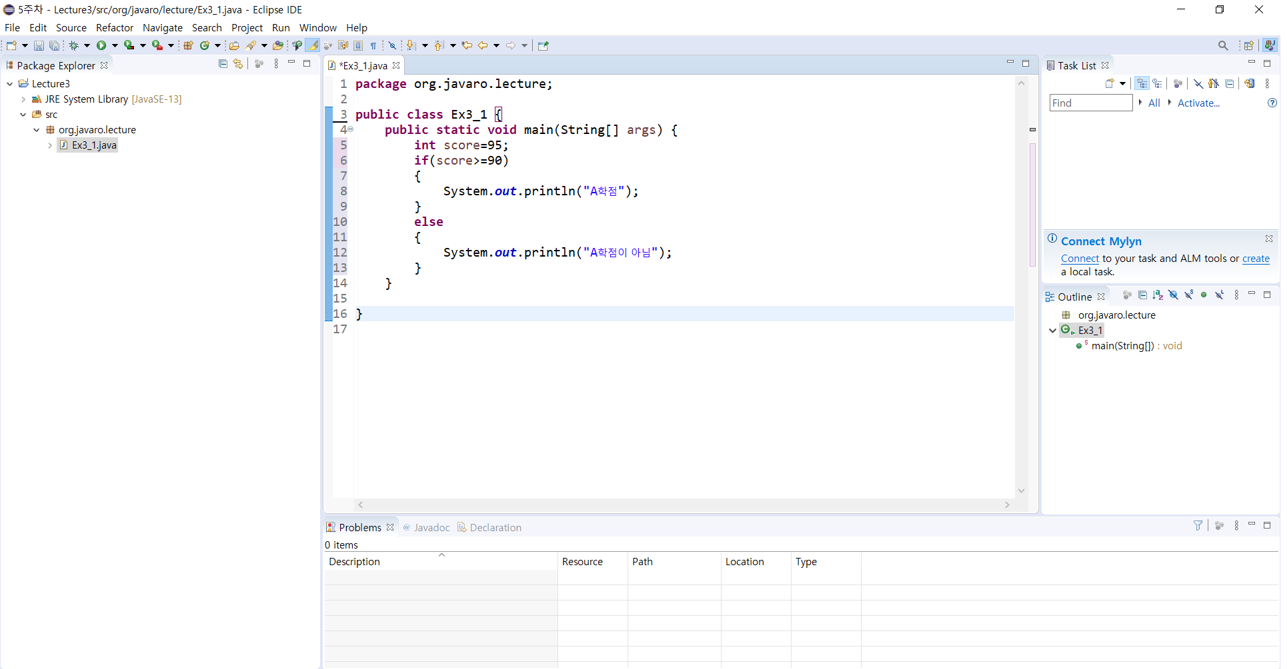 5주차 - Lecture3/src/org/javaro/lecture/Ex3_1.java - Eclipse IDE
File Edit Source Refactor Navigate Search Project Run Window Help
Package Explorer
Lecture3
JRE System Library [JavaSE-13]
src
org.javaro.lecture
Ex3_1.java
*Ex3_1.java
1 package org.javaro.lecture;
2
3 public class Ex3_1 {
4 public static void main(String[] args) {
5 int score=95;
6 if(score>=90)
7 {
8 System.out.println("A학점");
9 }
10 else
11 {
12 System.out.println("A학점이 아님");
13 }
14 }
15
16 }
17
Task List
Find All Activate...
Connect Mylyn
Connect to your task and ALM tools or create
a local task.
Outline
org.javaro.lecture
Ex3_1
main(String[]) : void
Problems Javadoc Declaration
0 items
Description Resource Path Location Type